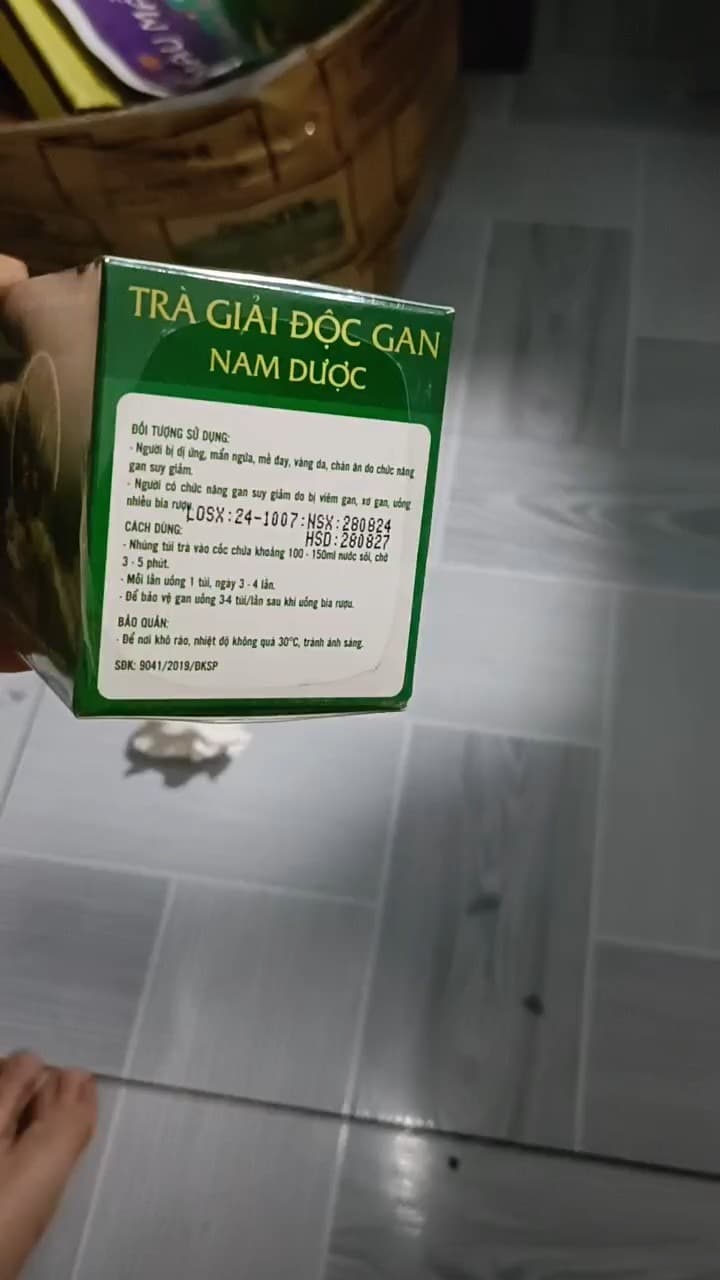 TRÀ GIẢI ĐỘC GAN
NAM DƯỢC
ĐỐI TƯỢNG SỬ DỤNG:
- Người bị dị ứng, mẩn ngứa, mề đay, vàng da, chán ăn do chức năng
gan suy giảm.
- Người có chức năng gan suy giảm do bị viêm gan, xơ gan, uống
nhiều bia rượu.
LOSX:24-1007:NSX:280824
HSD:280827
CÁCH DÙNG:
- Nhúng túi trà vào cốc chứa khoảng 100 - 150ml nước sôi, chờ
3 - 5 phút.
- Mỗi lần uống 1 túi, ngày 3 - 4 lần.
- Để bảo vệ gan uống 3-4 túi/lần sau khi uống bia rượu.
BẢO QUẢN:
- Để nơi khô ráo, nhiệt độ không quá 30°C, tránh ánh sáng.
SĐK: 9041/2019/ĐKSP